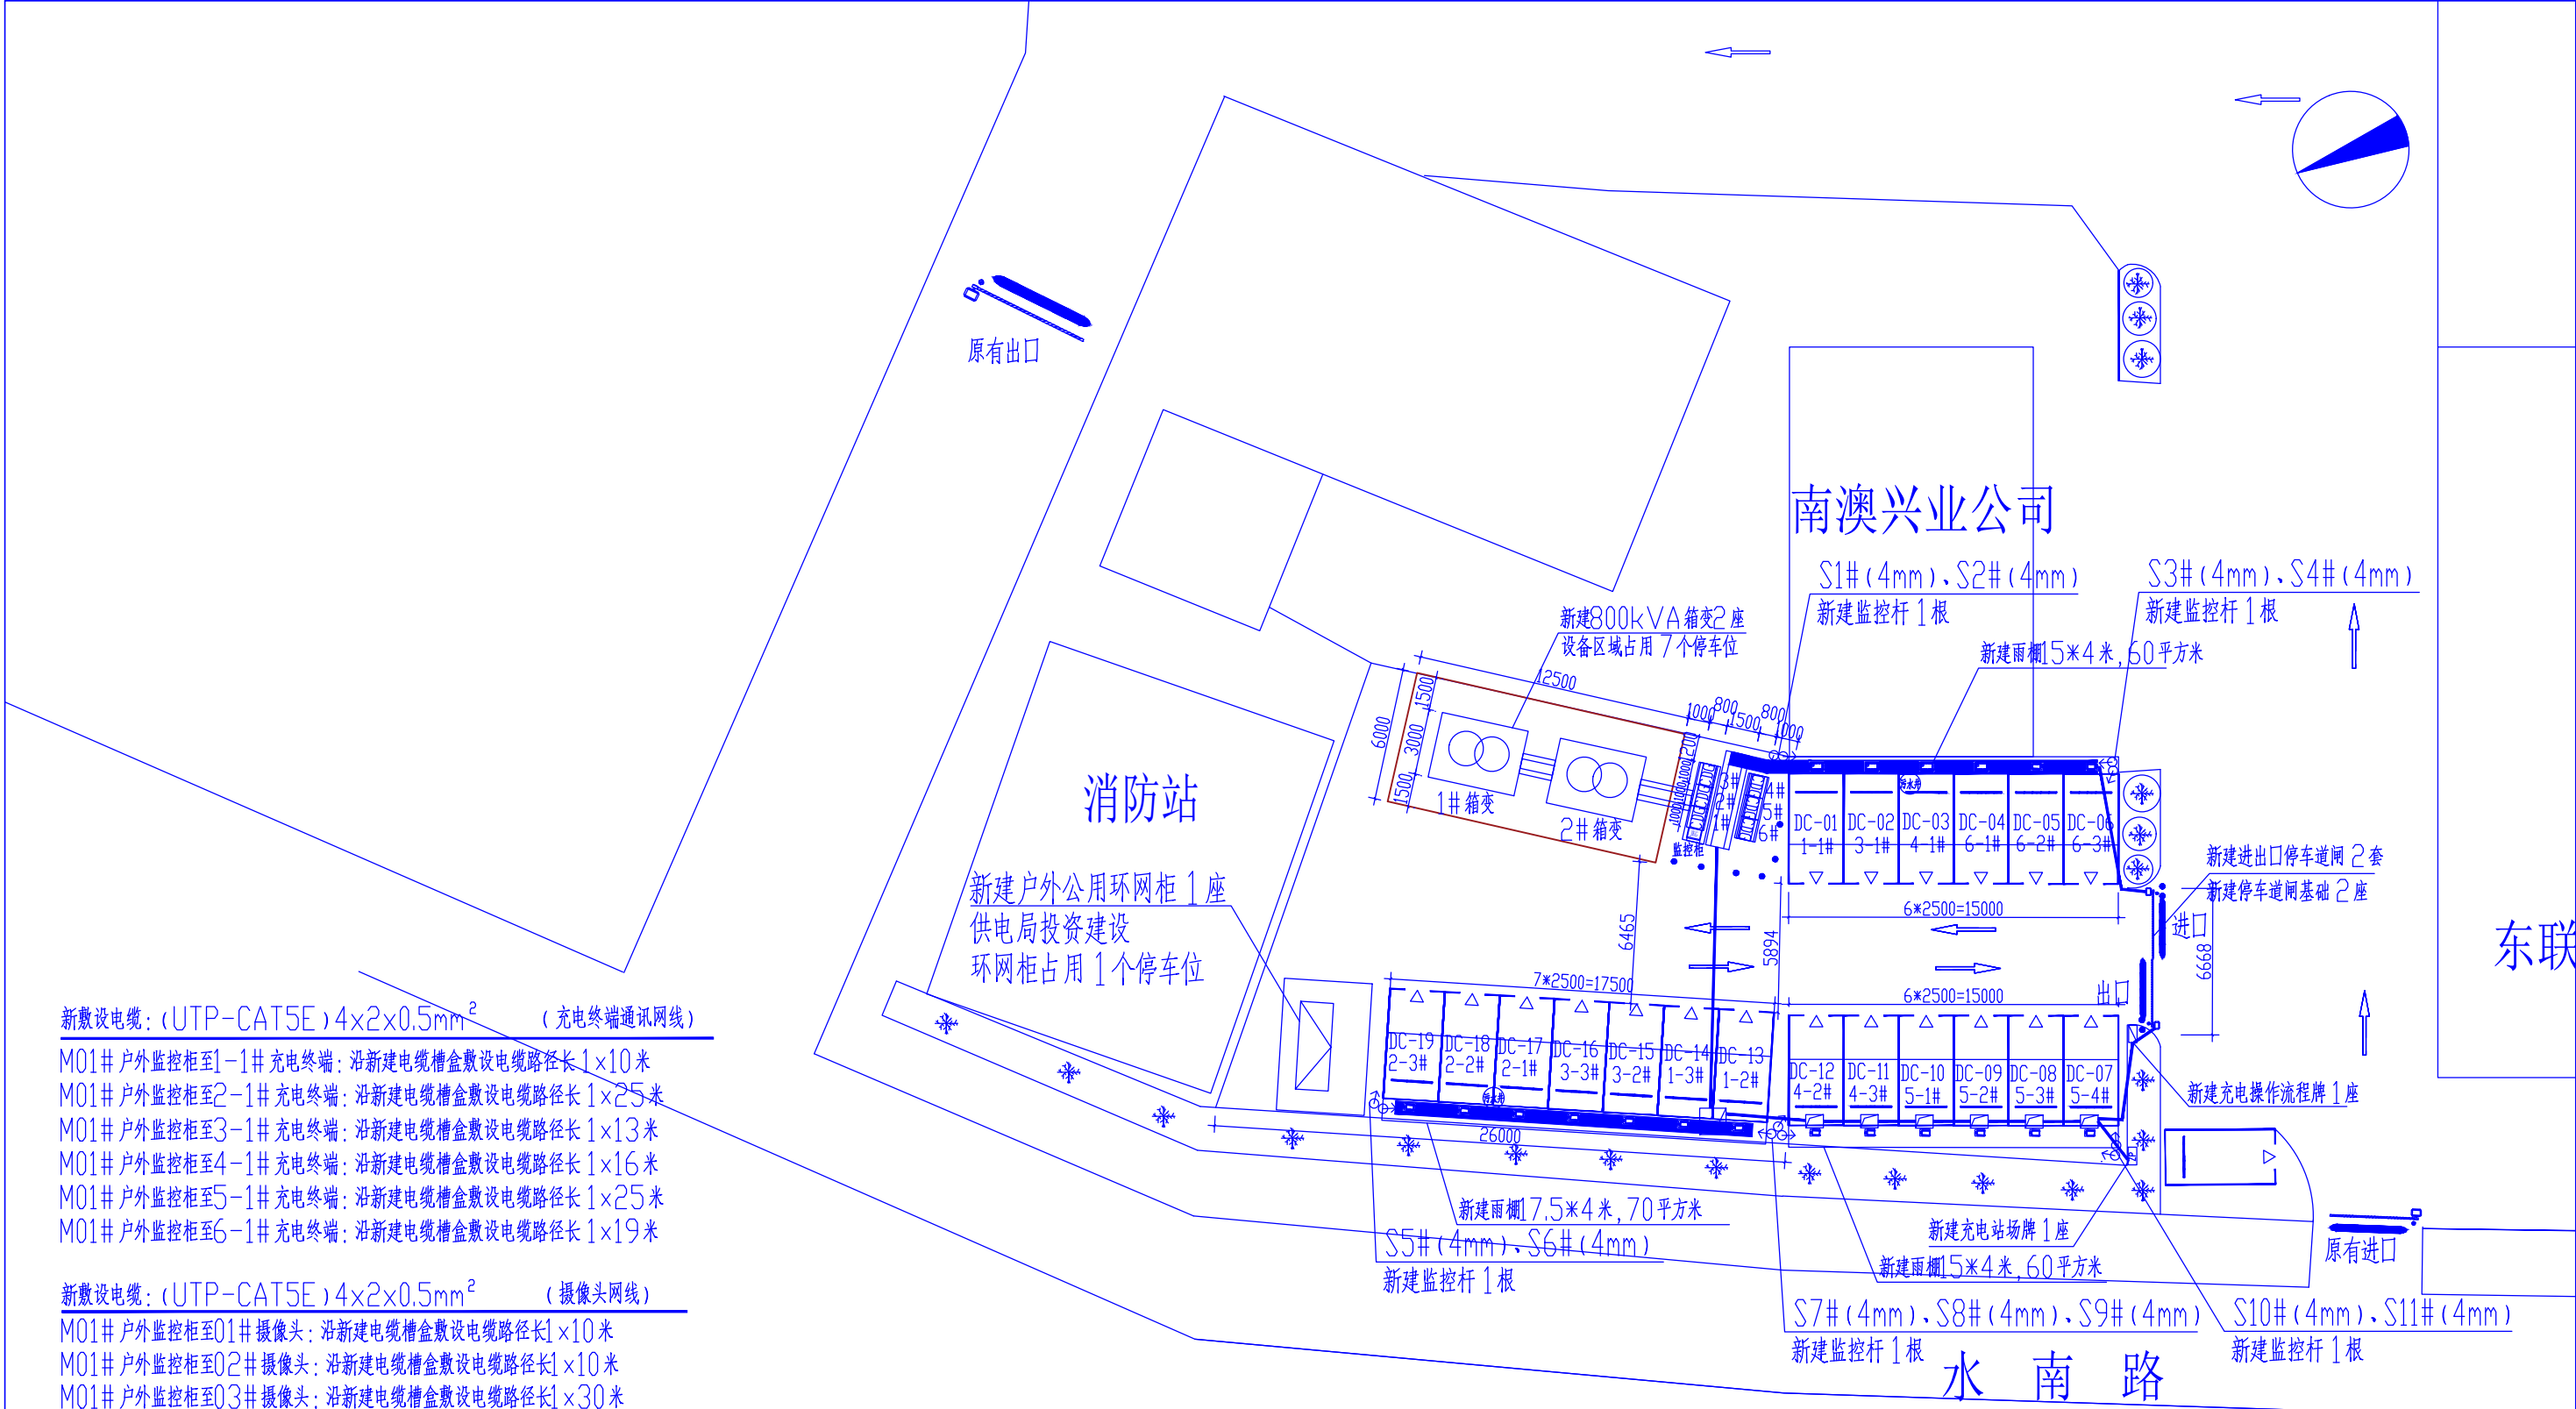 原有出口
南澳兴业公司
S1#(4mm)、S2#(4mm)
新建监控杆1根
S3#(4mm)、S4#(4mm)
新建监控杆1根
新建800kVA箱变2座
设备区域占用7个停车位
新建雨棚15*4米,60平方米
12500
6000
1500
3000
1500
1000
800
1500
800
1000
1200
1000
1000
1000
1#箱变
2#箱变
监控柜
3#
2#
1#
4#
5#
6#
消防站
污水井
DC-01
1-1#
DC-02
3-1#
DC-03
4-1#
DC-04
6-1#
DC-05
6-2#
DC-06
6-3#
新建进出口停车道闸2套
新建停车道闸基础2座
进口
出口
6668
东联
新建户外公用环网柜1座
供电局投资建设
环网柜占用1个停车位
6465
5894
6*2500=15000
7*2500=17500
6*2500=15000
DC-19
2-3#
DC-18
2-2#
DC-17
2-1#
DC-16
3-3#
DC-15
3-2#
DC-14
1-3#
DC-13
1-2#
DC-12
4-2#
DC-11
4-3#
DC-10
5-1#
DC-09
5-2#
DC-08
5-3#
DC-07
5-4#
污水井
26000
新建充电操作流程牌1座
新建雨棚17.5*4米,70平方米
S5#(4mm)、S6#(4mm)
新建监控杆1根
新建充电站场牌1座
新建雨棚15*4米,60平方米
原有进口
S7#(4mm)、S8#(4mm)、S9#(4mm)
新建监控杆1根
S10#(4mm)、S11#(4mm)
新建监控杆1根
水南路
新敷设电缆:(UTP-CAT5E)4x2x0.5mm² (充电终端通讯网线)
M01#户外监控柜至1-1#充电终端:沿新建电缆槽盒敷设电缆路径长1×10米
M01#户外监控柜至2-1#充电终端:沿新建电缆槽盒敷设电缆路径长1×25米
M01#户外监控柜至3-1#充电终端:沿新建电缆槽盒敷设电缆路径长1×13米
M01#户外监控柜至4-1#充电终端:沿新建电缆槽盒敷设电缆路径长1×16米
M01#户外监控柜至5-1#充电终端:沿新建电缆槽盒敷设电缆路径长1×25米
M01#户外监控柜至6-1#充电终端:沿新建电缆槽盒敷设电缆路径长1×19米
新敷设电缆:(UTP-CAT5E)4x2x0.5mm² (摄像头网线)
M01#户外监控柜至01#摄像头:沿新建电缆槽盒敷设电缆路径长1×10米
M01#户外监控柜至02#摄像头:沿新建电缆槽盒敷设电缆路径长1×10米
M01#户外监控柜至03#摄像头:沿新建电缆槽盒敷设电缆路径长1×30米